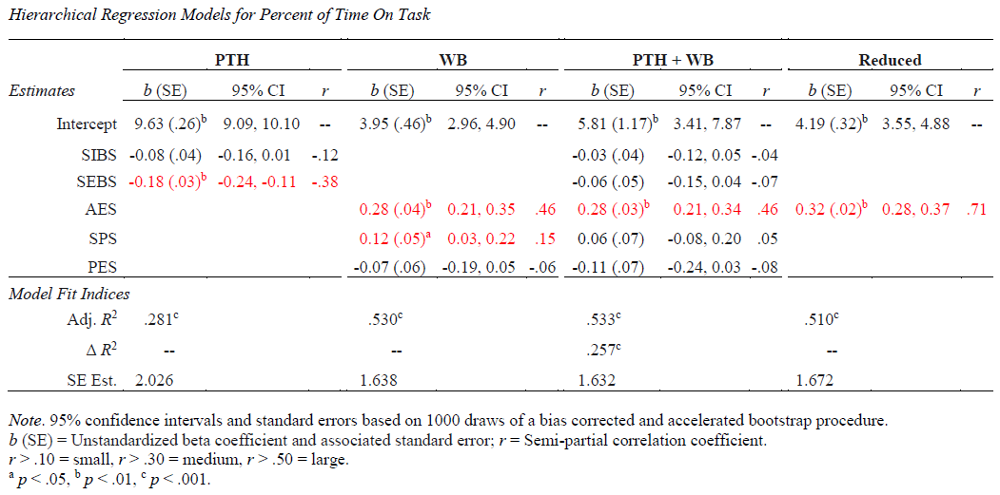 Hierarchical Regression Models for Percent of Time On Task
PTH WB PTH + WB Reduced
Estimates b (SE) 95% CI r b (SE) 95% CI r b (SE) 95% CI r b (SE) 95% CI r
Intercept 9.63 (.26)b 9.09, 10.10 -- 3.95 (.46)b 2.96, 4.90 -- 5.81 (1.17)b 3.41, 7.87 -- 4.19 (.32)b 3.55, 4.88 --
SIBS -0.08 (.04) -0.16, 0.01 -.12 -0.03 (.04) -0.12, 0.05 -.04
SEBS -0.18 (.03)b -0.24, -0.11 -.38 -0.06 (.05) -0.15, 0.04 -.07
AES 0.28 (.04)b 0.21, 0.35 .46 0.28 (.03)b 0.21, 0.34 .46 0.32 (.02)b 0.28, 0.37 .71
SPS 0.12 (.05)a 0.03, 0.22 .15 0.06 (.07) -0.08, 0.20 .05
PES -0.07 (.06) -0.19, 0.05 -.06 -0.11 (.07) -0.24, 0.03 -.08
Model Fit Indices
Adj. R2 .281c .530c .533c .510c
Δ R2 -- -- .257c --
SE Est. 2.026 1.638 1.632 1.672
Note. 95% confidence intervals and standard errors based on 1000 draws of a bias corrected and accelerated bootstrap procedure.
b (SE) = Unstandardized beta coefficient and associated standard error; r = Semi-partial correlation coefficient.
r > .10 = small, r > .30 = medium, r > .50 = large.
a p < .05, b p < .01, c p < .001.